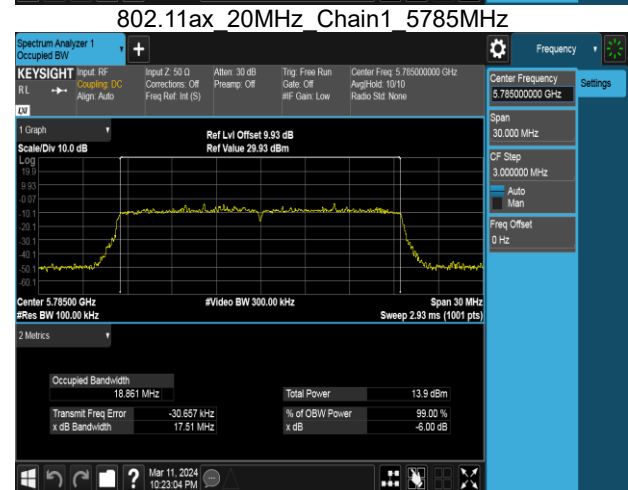 802.11ax_20MHz_Chain1_5785MHz
Spectrum Analyzer 1
Occupied BW
Frequency
KEYSIGHT Input: RF Input Z: 50 Ω Atten: 30 dB Trig: Free Run Center Freq: 5.785000000 GHz
RL Coupling: DC Corrections: Off Preamp: Off Gate: Off Avg|Hold: 10/10
Align: Auto Freq Ref: Int (S) #IF Gain: Low Radio Std: None
LXI
Center Frequency
5.785000000 GHz
Settings
Span
30.000 MHz
CF Step
3.000000 MHz
Auto
Man
Freq Offset
0 Hz
1 Graph
Ref Lvl Offset 9.93 dB
Scale/Div 10.0 dB Ref Value 29.93 dBm
Log
19.9
9.93
-0.07
-10.1
-20.1
-30.1
-40.1
-50.1
-60.1
Center 5.78500 GHz #Video BW 300.00 kHz Span 30 MHz
#Res BW 100.00 kHz Sweep 2.93 ms (1001 pts)
2 Metrics
Occupied Bandwidth
18.861 MHz Total Power 13.9 dBm
Transmit Freq Error -30.657 kHz % of OBW Power 99.00 %
x dB Bandwidth 17.51 MHz x dB -6.00 dB
? Mar 11, 2024
10:23:04 PM